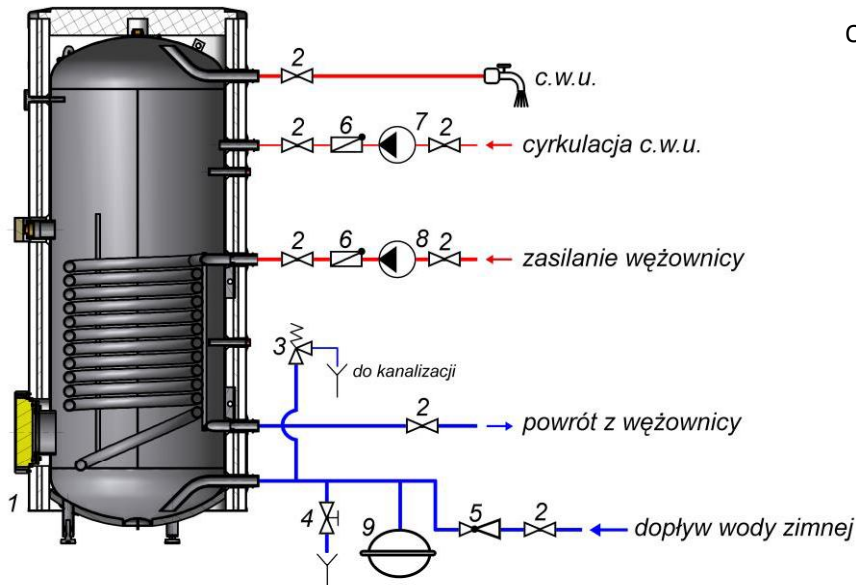 c
2
c.w.u.
2 6 7 2
cyrkulacja c.w.u.
2 6 8 2
zasilanie wężownicy
3
do kanalizacji
2
powrót z wężownicy
1
4 9 5 2
dopływ wody zimnej